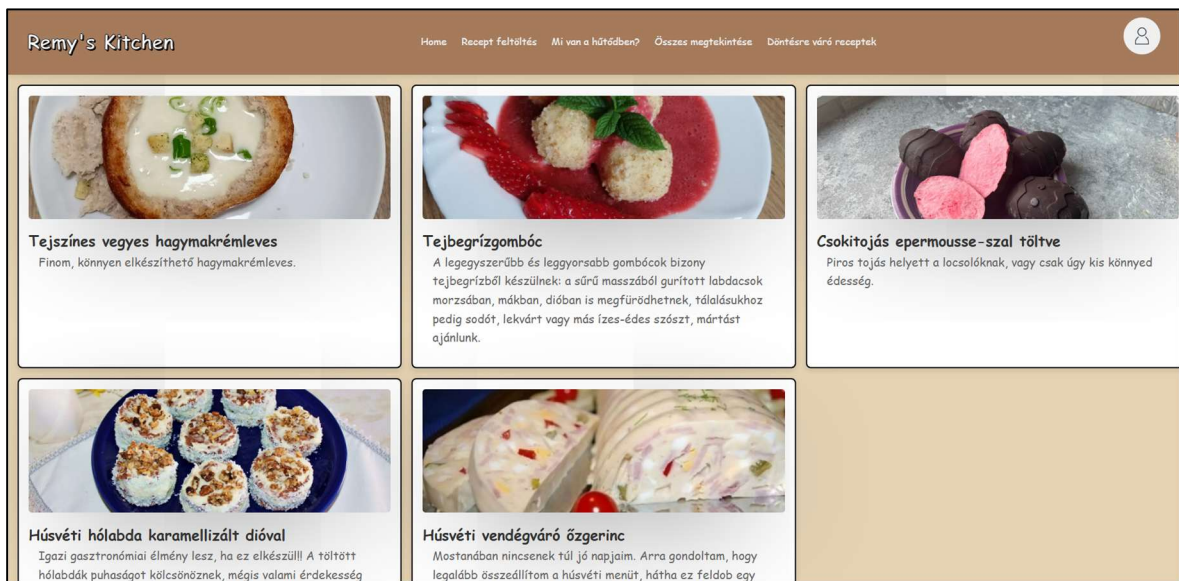 Remy's Kitchen
Home Recept feltöltés Mi van a hűtődben? Összes megtekintése Döntésre váró receptek
Tejszínes vegyes hagymakrémleves
Finom, könnyen elkészíthető hagymakrémleves.
Tejbegrízgombóc
A legegyszerűbb és leggyorsabb gombócok bizony
tejbegrízből készülnek: a sűrű masszából gurított labdacsok
morzsában, mákban, dióban is megfürödhetnek, tálalásukhoz
pedig sodót, lekvárt vagy más ízes-édes szószt, mártást
ajánlunk.
Csokitojás epermousse-szal töltve
Piros tojás helyett a locsolóknak, vagy csak úgy kis könnyed
édesség.
Húsvéti hólabda karamellizált dióval
Igazi gasztronómiai élmény lesz, ha ez elkészül!! A töltött
hólabdák puhaságot kölcsönöznek, mégis valami érdekesség
Húsvéti vendégváró őzgerinc
Mostanában nincsenek túl jó napjaim. Arra gondoltam, hogy
legalább összeállítom a húsvéti menüt, hátha ez feldob egy